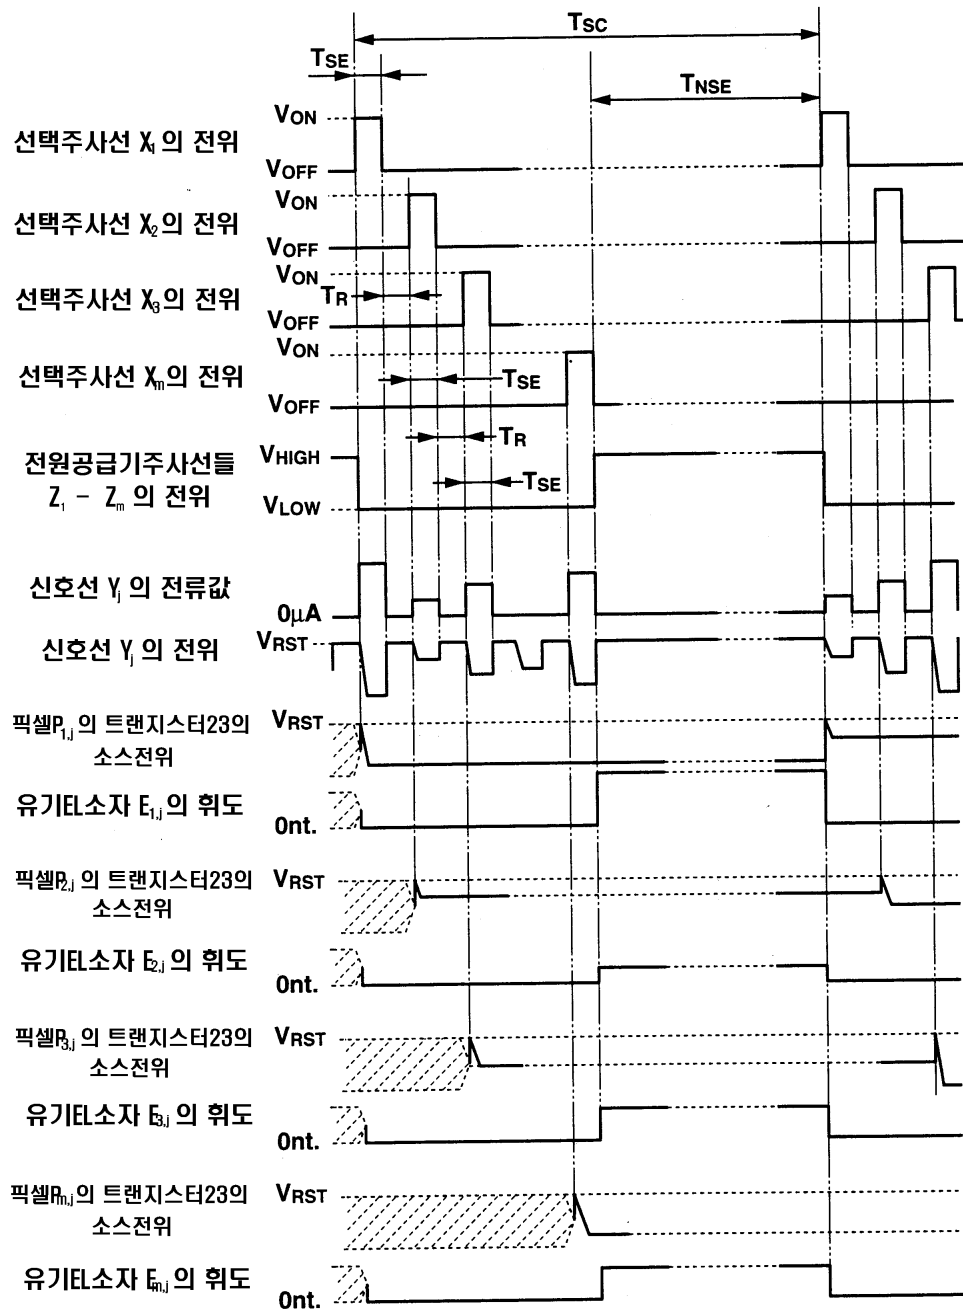 TSC
TSE
TNSE
선택주사선 X1의 전위
VON
VOFF
선택주사선 X2의 전위
VON
VOFF
선택주사선 X3의 전위
VON
TR
VOFF
선택주사선 Xm의 전위
VON
TSE
VOFF
TR
전원공급기주사선들
Z1 - Zm 의 전위
VHIGH
TSE
VLOW
신호선 Yj 의 전류값
0μA
신호선 Yj 의 전위
VRST
픽셀P1,j 의 트랜지스터23의
소스전위
VRST
유기EL소자 E1,j 의 휘도
0nt.
픽셀P2,j 의 트랜지스터23의
소스전위
VRST
유기EL소자 E2,j 의 휘도
0nt.
픽셀P3,j 의 트랜지스터23의
소스전위
VRST
유기EL소자 E3,j 의 휘도
0nt.
픽셀Pm,j의 트랜지스터23의
소스전위
VRST
유기EL소자 Em,j 의 휘도
0nt.